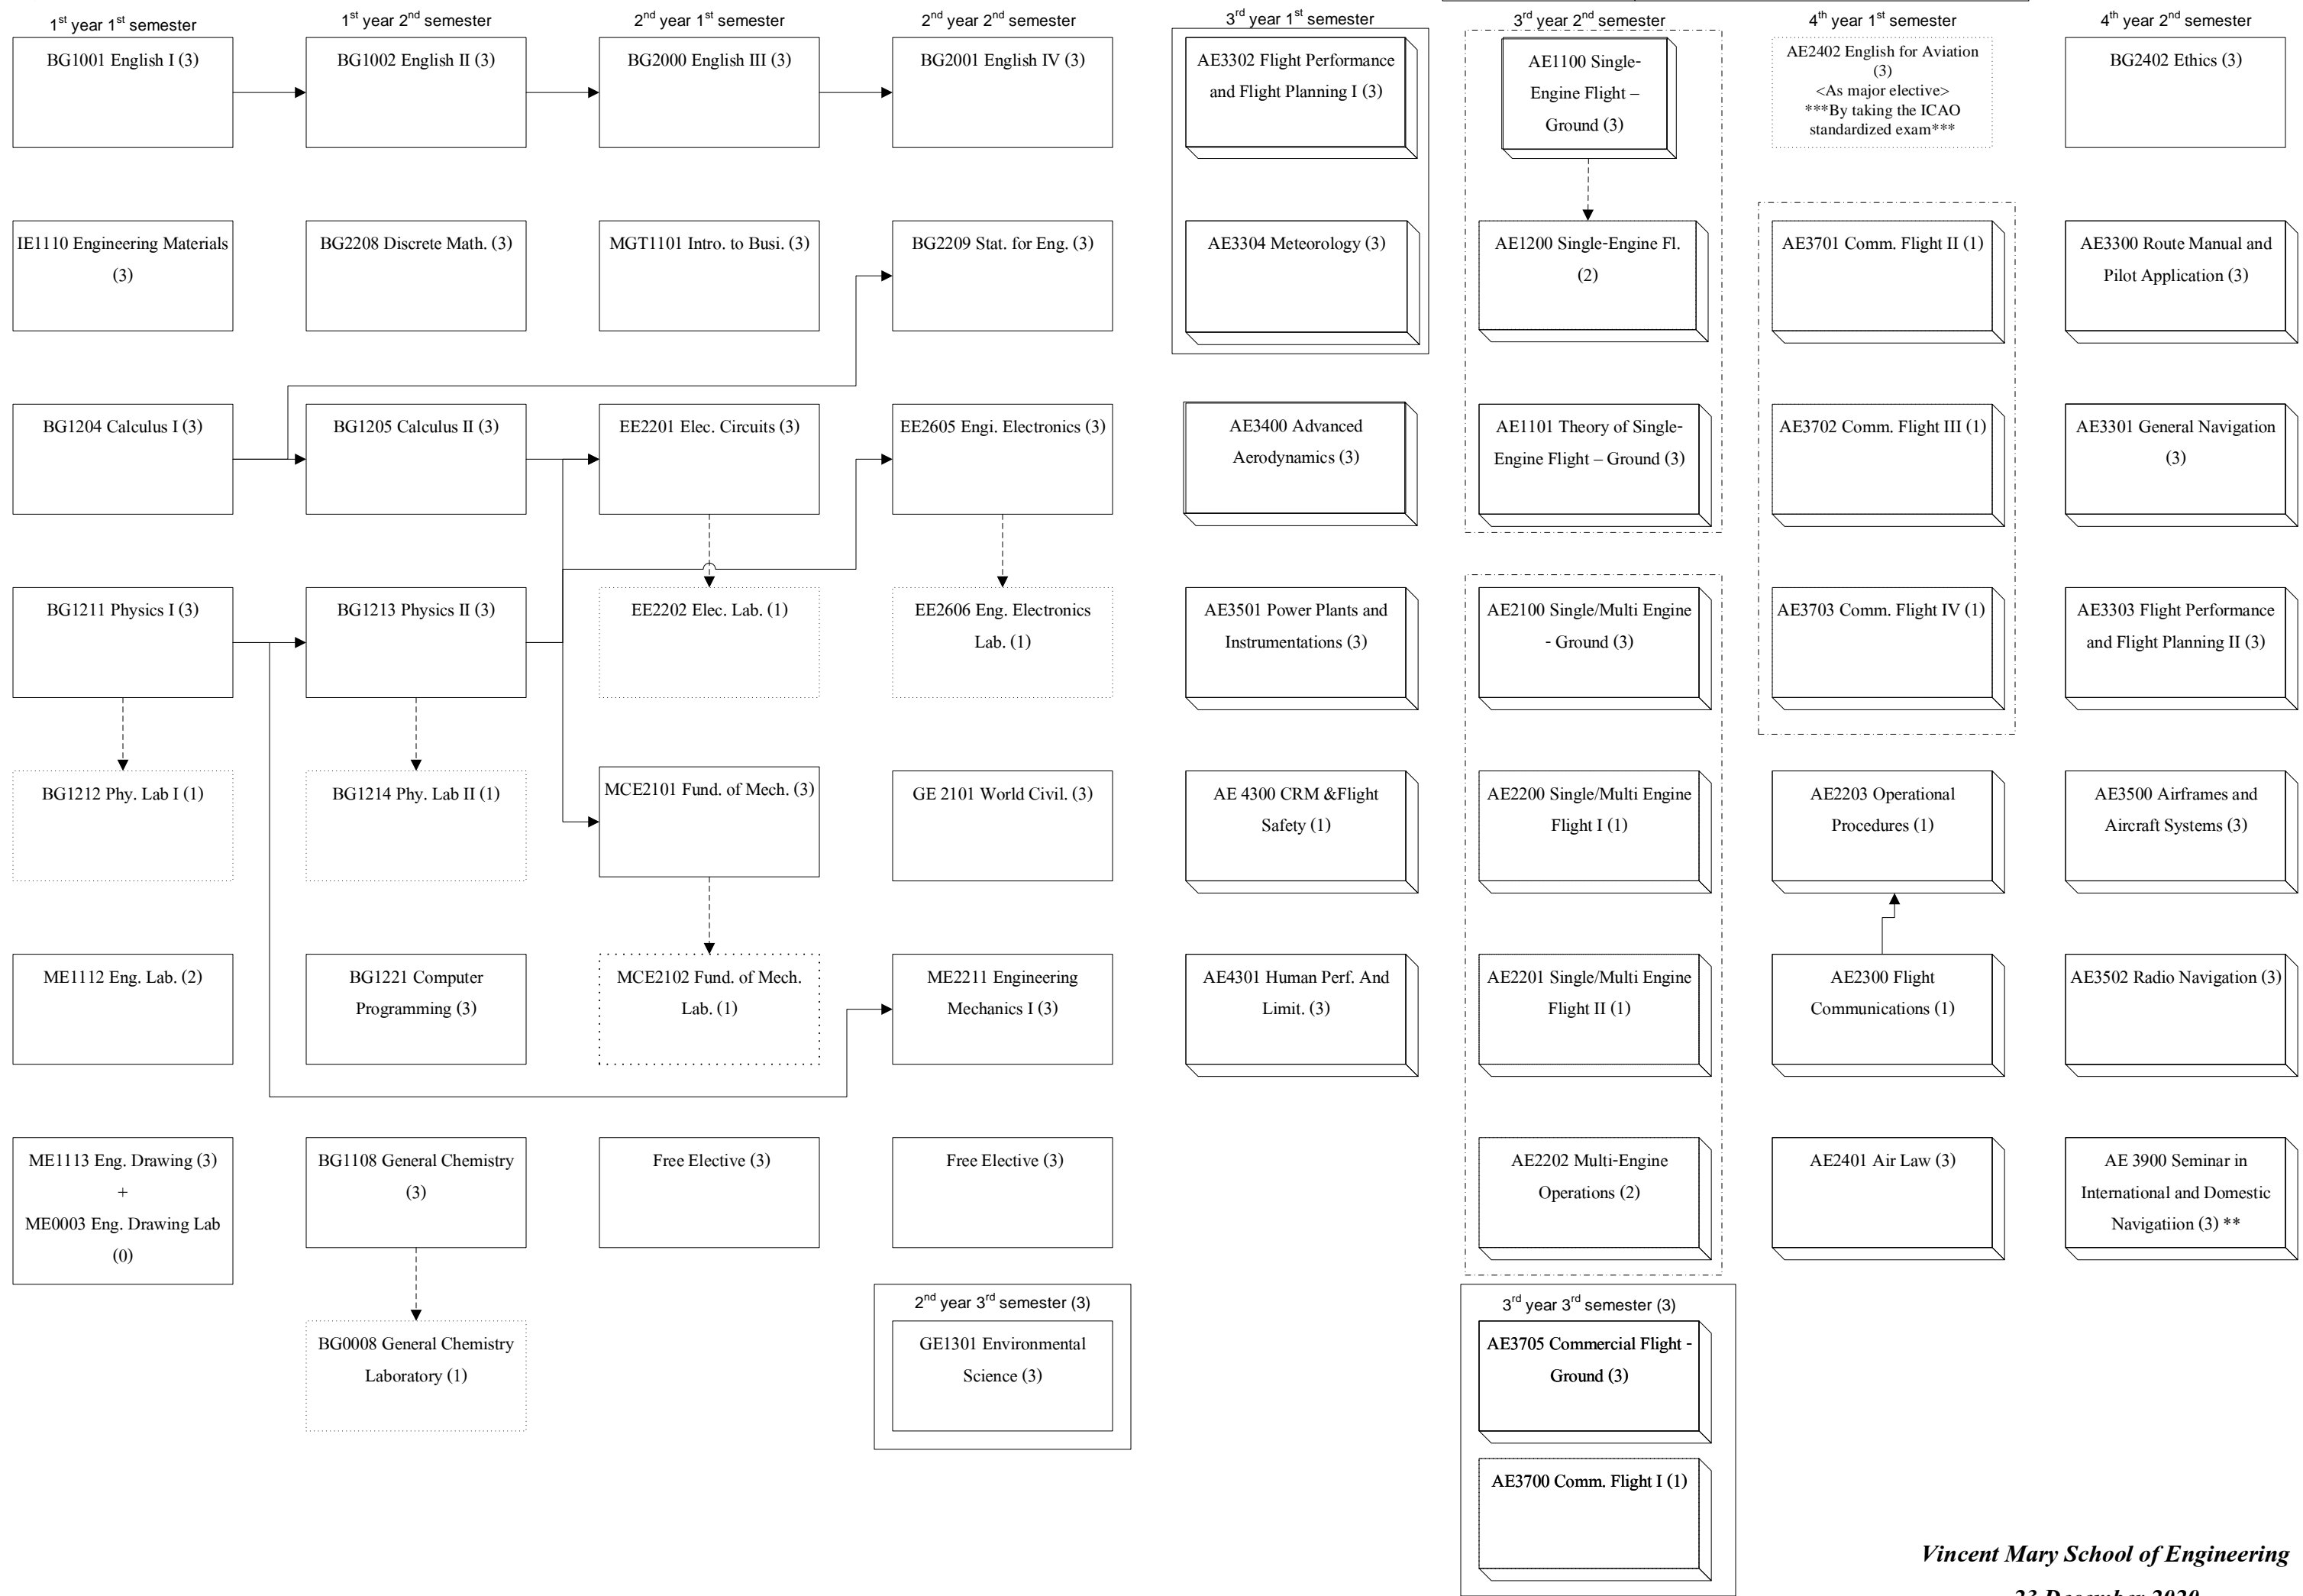 1st year 1st semester
BG1001 English I (3)
IE1110 Engineering Materials
(3)
BG1204 Calculus I (3)
BG1211 Physics I (3)
BG1212 Phy. Lab I (1)
ME1112 Eng. Lab. (2)
ME1113 Eng. Drawing (3)
+
ME0003 Eng. Drawing Lab
(0)
1st year 2nd semester
BG1002 English II (3)
BG2208 Discrete Math. (3)
BG1205 Calculus II (3)
BG1213 Physics II (3)
BG1214 Phy. Lab II (1)
BG1221 Computer
Programming (3)
BG1108 General Chemistry
(3)
BG0008 General Chemistry
Laboratory (1)
2nd year 1st semester
BG2000 English III (3)
MGT1101 Intro. to Busi. (3)
EE2201 Elec. Circuits (3)
EE2202 Elec. Lab. (1)
MCE2101 Fund. of Mech. (3)
MCE2102 Fund. of Mech.
Lab. (1)
Free Elective (3)
2nd year 2nd semester
BG2001 English IV (3)
BG2209 Stat. for Eng. (3)
EE2605 Engi. Electronics (3)
EE2606 Eng. Electronics
Lab. (1)
GE 2101 World Civil. (3)
ME2211 Engineering
Mechanics I (3)
Free Elective (3)
2nd year 3rd semester (3)
GE1301 Environmental
Science (3)
3rd year 1st semester
AE3302 Flight Performance
and Flight Planning I (3)
AE3304 Meteorology (3)
AE3400 Advanced
Aerodynamics (3)
AE3501 Power Plants and
Instrumentations (3)
AE 4300 CRM &Flight
Safety (1)
AE4301 Human Perf. And
Limit. (3)
3rd year 2nd semester
AE1100 Single-
Engine Flight –
Ground (3)
AE1200 Single-Engine Fl.
(2)
AE1101 Theory of Single-
Engine Flight – Ground (3)
AE2100 Single/Multi Engine
- Ground (3)
AE2200 Single/Multi Engine
Flight I (1)
AE2201 Single/Multi Engine
Flight II (1)
AE2202 Multi-Engine
Operations (2)
3rd year 3rd semester (3)
AE3705 Commercial Flight -
Ground (3)
AE3700 Comm. Flight I (1)
4th year 1st semester
AE2402 English for Aviation
(3)
<As major elective>
***By taking the ICAO
standardized exam***
AE3701 Comm. Flight II (1)
AE3702 Comm. Flight III (1)
AE3703 Comm. Flight IV (1)
AE2203 Operational
Procedures (1)
AE2300 Flight
Communications (1)
AE2401 Air Law (3)
4th year 2nd semester
BG2402 Ethics (3)
AE3300 Route Manual and
Pilot Application (3)
AE3301 General Navigation
(3)
AE3303 Flight Performance
and Flight Planning II (3)
AE3500 Airframes and
Aircraft Systems (3)
AE3502 Radio Navigation (3)
AE 3900 Seminar in
International and Domestic
Navigatiion (3) **
Vincent Mary School of Engineering
23 December 2020